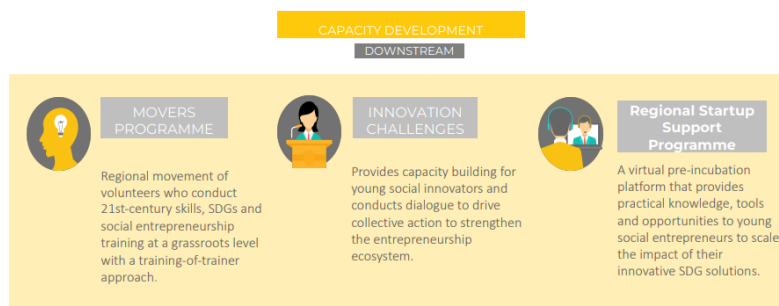 CAPACITY DEVELOPMENT
DOWNSTREAM
MOVERS
PROGRAMME
Regional movement of
volunteers who conduct
21st-century skills, SDGs and
social entrepreneurship
training at a grassroots level
with a training-of-trainer
approach.
INNOVATION
CHALLENGES
Provides capacity building for
young social innovators and
conducts dialogue to drive
collective action to strengthen
the entrepreneurship
ecosystem.
Regional Startup
Support
Programme
A virtual pre-incubation
platform that provides
practical knowledge, tools
and opportunities to young
social entrepreneurs to scale
the impact of their
innovative SDG solutions.